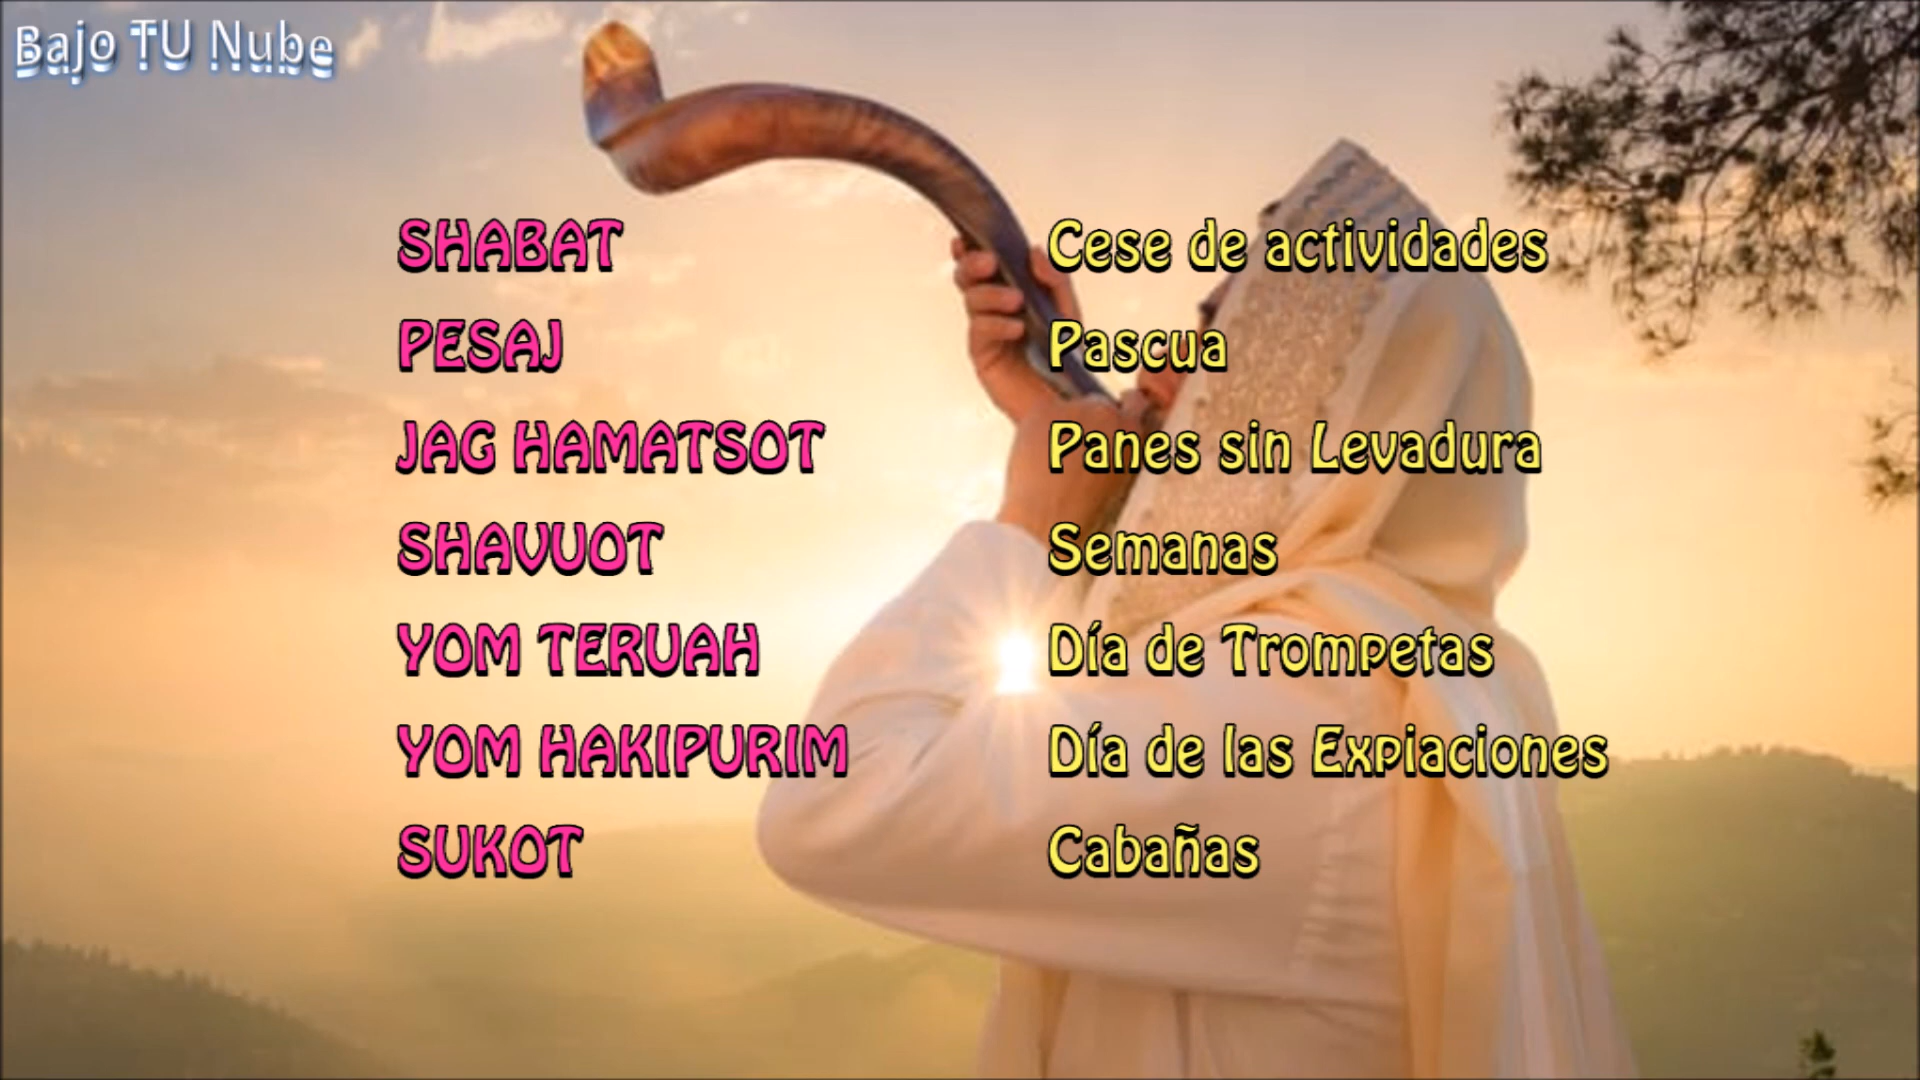 Bajo TU Nube
SHABAT Cese de actividades
PESAJ Pascua
JAG HAMATSOT Panes sin Levadura
SHAVUOT Semanas
YOM TERUAH Día de Trompetas
YOM HAKIPURIM Día de las Expiaciones
SUKOT Cabañas